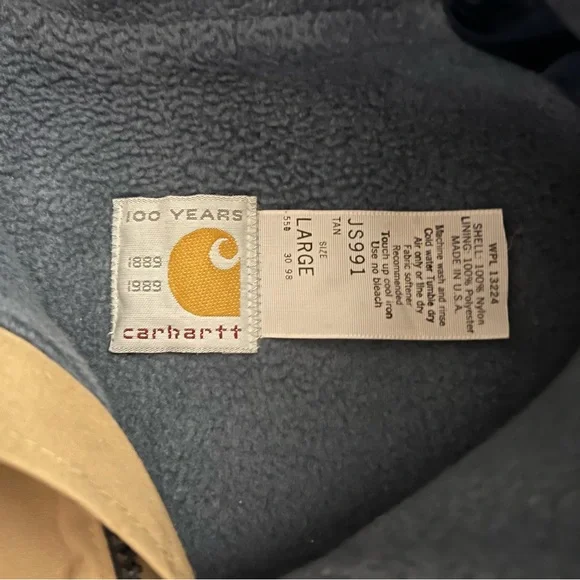 100 YEARS
1889
1989
carhartt
WPL 13224
SHELL: 100% Nylon
LINING: 100% Polyester
MADE IN U.S.A.
Machine wash and rinse
Cold water Tumble dry
Air only or line dry
Fabric softener
Recommended
Touch up cool iron
Use no bleach
JS991
TAN
SIZE
LARGE
30 98